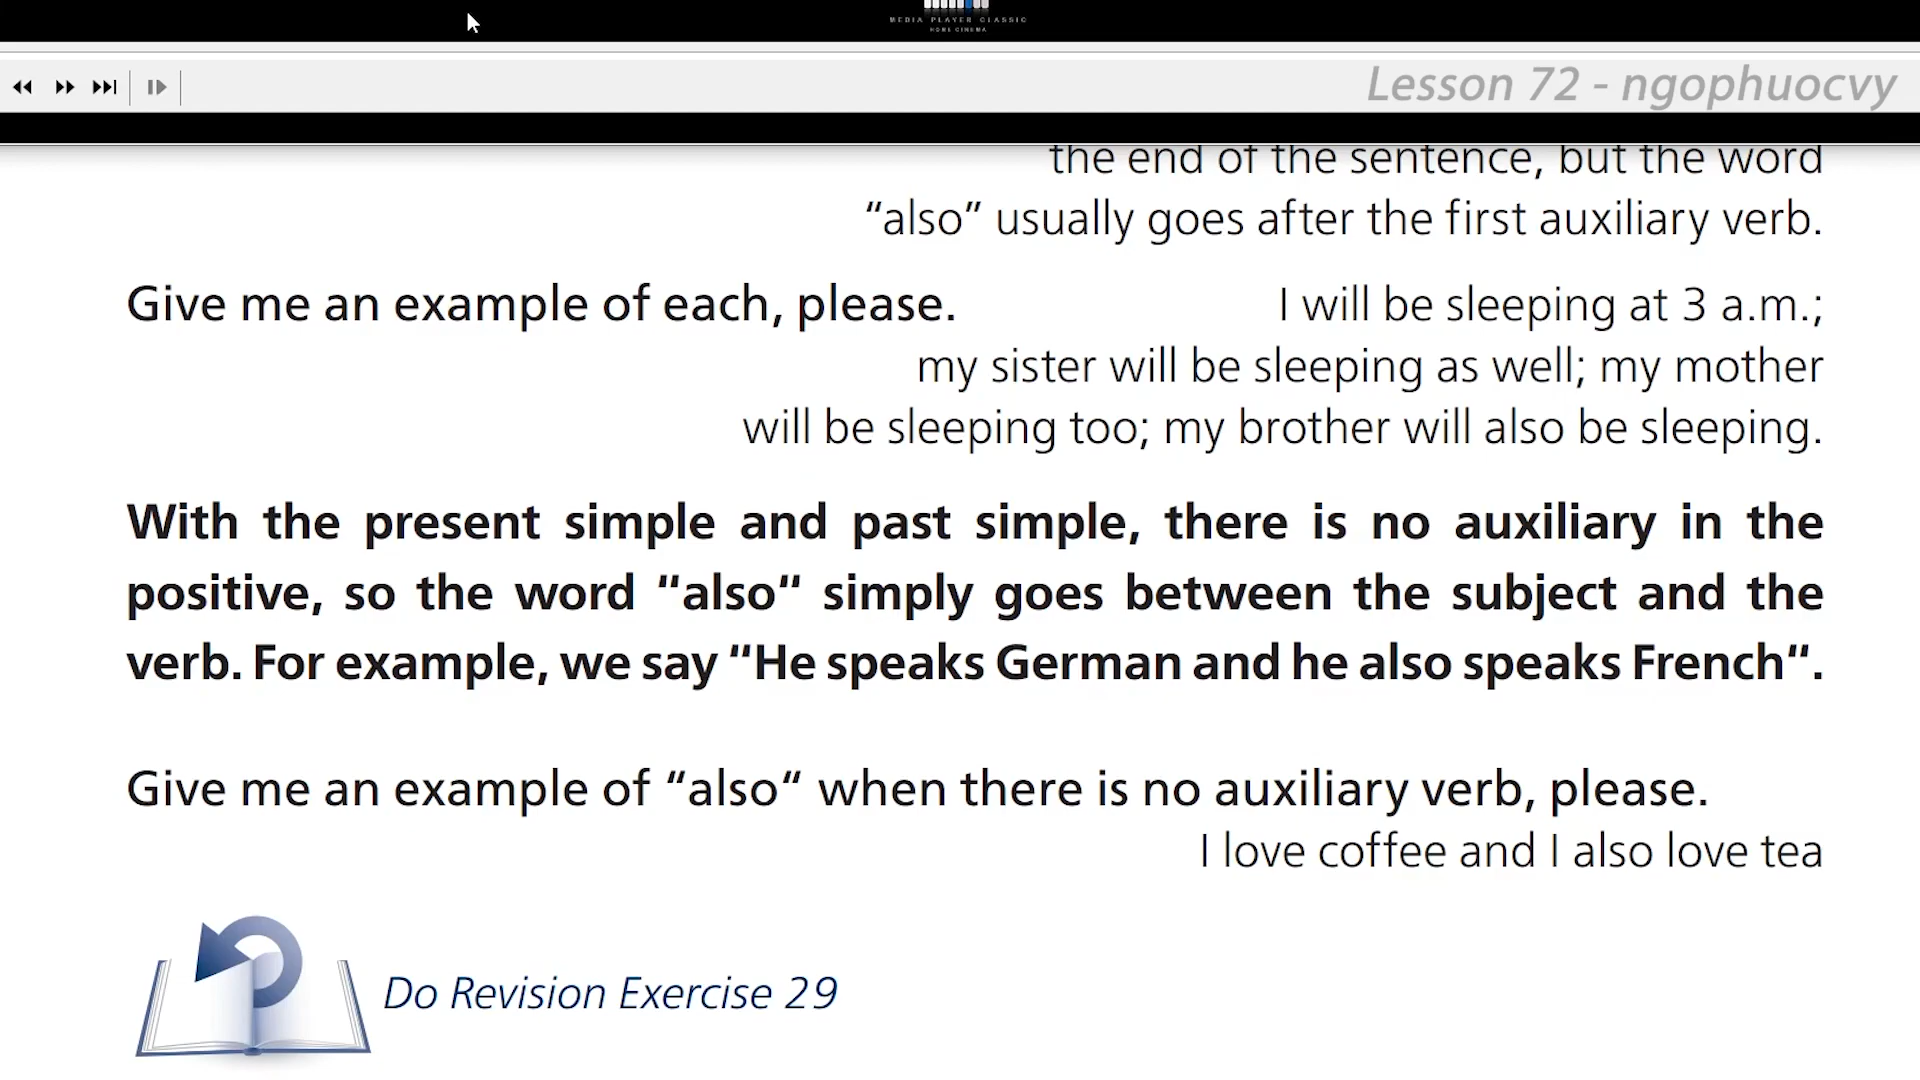 MEDIA PLAYER CLASSIC
HOME CINEMA
Lesson 72 - ngophuocvy
the end of the sentence, but the word
“also” usually goes after the first auxiliary verb.
Give me an example of each, please. I will be sleeping at 3 a.m.;
my sister will be sleeping as well; my mother
will be sleeping too; my brother will also be sleeping.
With the present simple and past simple, there is no auxiliary in the
positive, so the word “also“ simply goes between the subject and the
verb. For example, we say “He speaks German and he also speaks French“.
Give me an example of “also“ when there is no auxiliary verb, please.
I love coffee and I also love tea
Do Revision Exercise 29